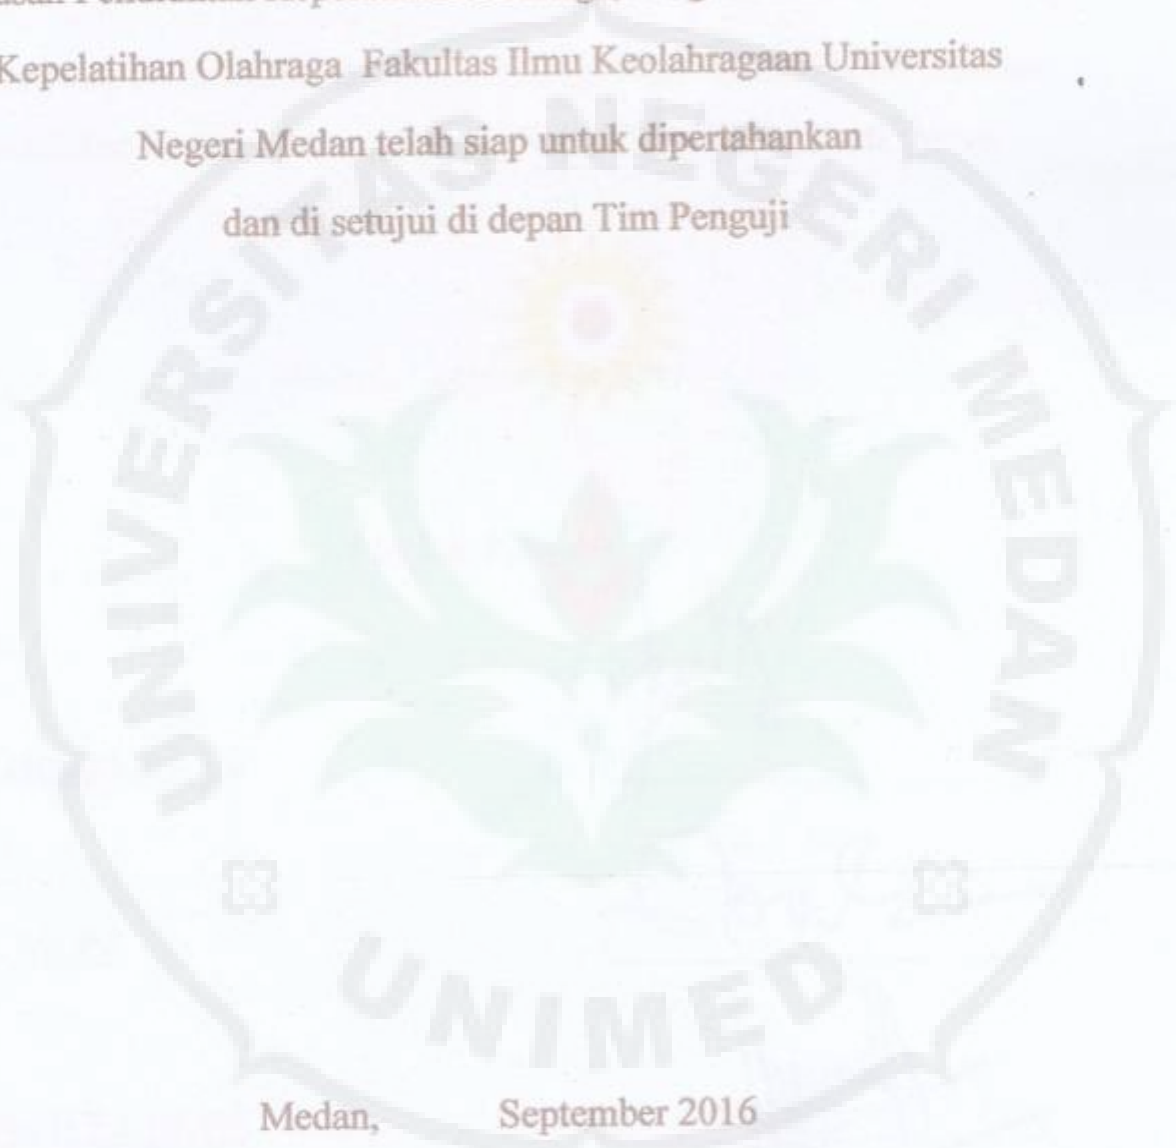 Kepelatihan Olahraga Fakultas Ilmu Keolahragaan Universitas
Negeri Medan telah siap untuk dipertahankan
dan di setujui di depan Tim Penguji
UNIVERSITAS NEGERI MEDAN
UNIMED
Medan, September 2016